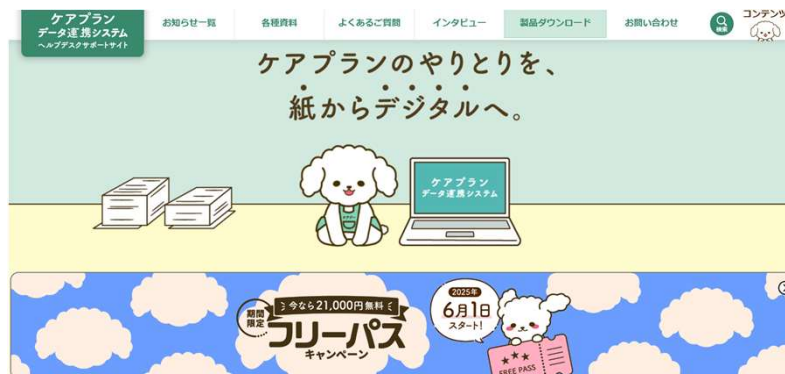 ケアプラン
データ連携システム
ヘルプデスクサポートサイト
お知らせ一覧
各種資料
よくあるご質問
インタビュー
製品ダウンロード
お問い合わせ
検索
コンテンツ
ケアプランのやりとりを、
紙からデジタルへ。
ケアプラン
データ連携システム
期間
限定
今なら21,000円無料
フリーパス
キャンペーン
2025年
6月1日
スタート!
FREE PASS